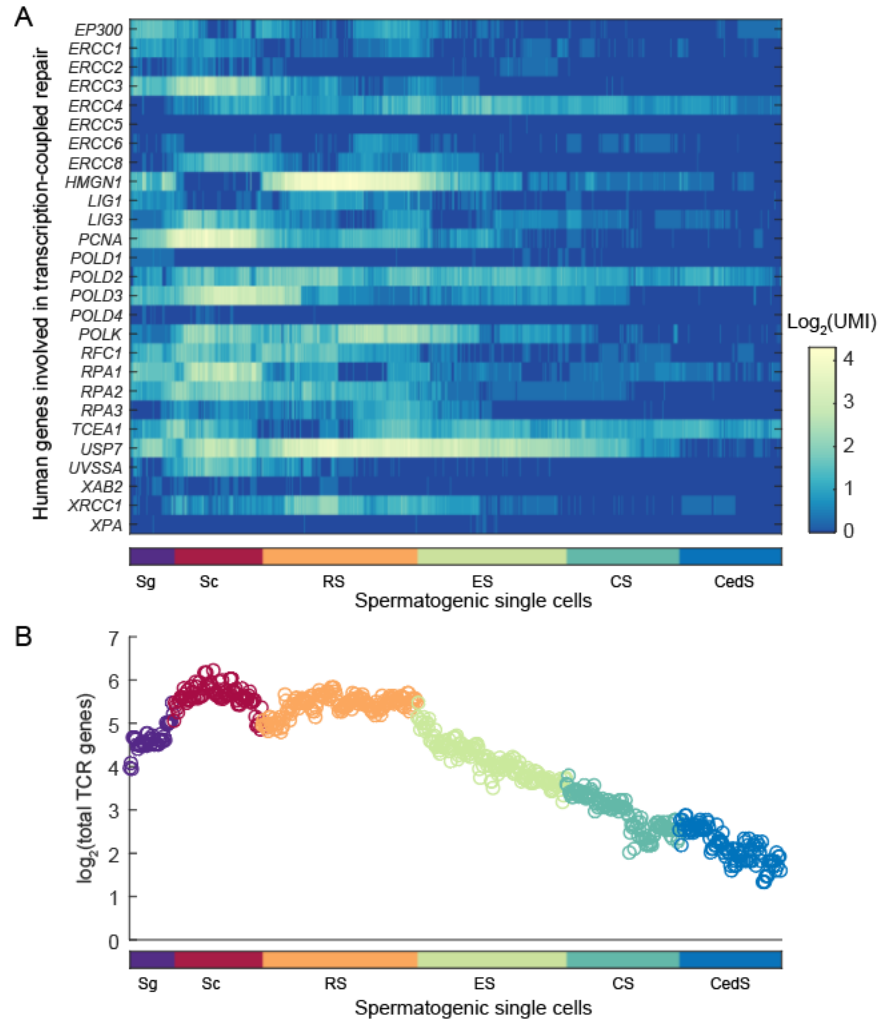 A
Human genes involved in transcription-coupled repair
EP300
ERCC1
ERCC2
ERCC3
ERCC4
ERCC5
ERCC6
ERCC8
HMGN1
LIG1
LIG3
PCNA
POLD1
POLD2
POLD3
POLD4
POLK
RFC1
RPA1
RPA2
RPA3
TCEA1
USP7
UVSSA
XAB2
XRCC1
XPA
Log2(UMI)
4
3
2
1
0
Sg Sc RS ES CS CedS
Spermatogenic single cells
B
log2(total TCR genes)
7
6
5
4
3
2
1
0
Sg Sc RS ES CS CedS
Spermatogenic single cells